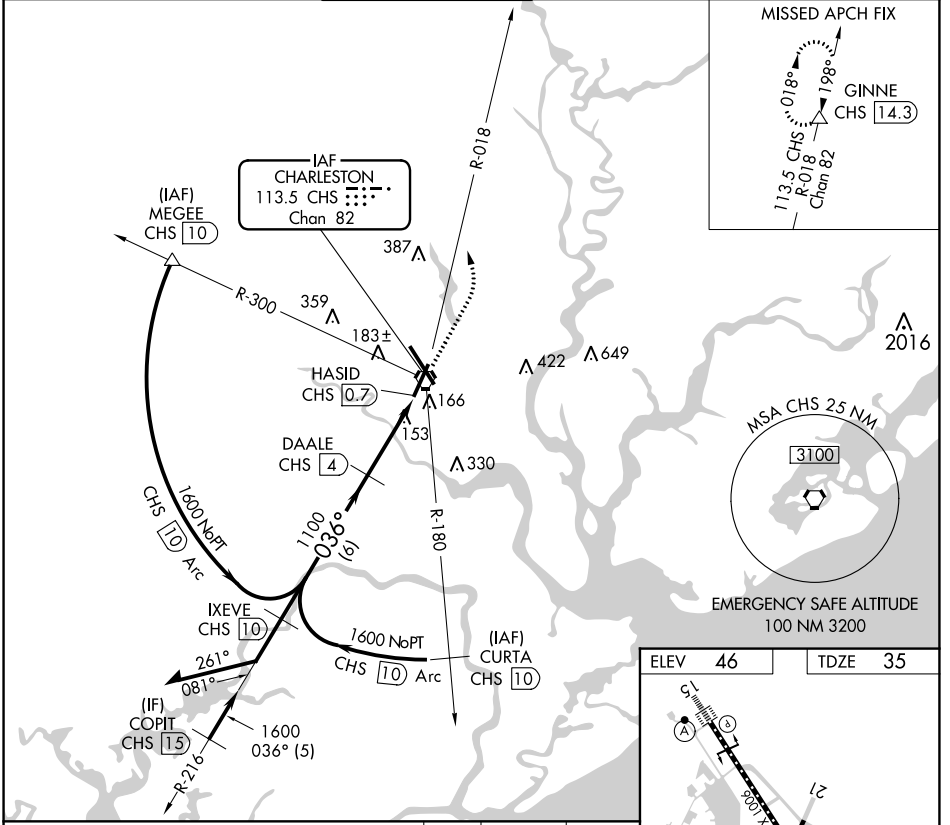 MISSED APCH FIX
018°
198°
GINNE
CHS 14.3
113.5 CHS
R-018
Chan 82
R-018
IAF
CHARLESTON
113.5 CHS
Chan 82
(IAF)
MEGEE
CHS 10
R-300
387
359
183±
HASID
CHS 0.7
166
153
422
649
2016
DAALE
CHS 4
330
R-180
MSA CHS 25 NM
3100
EMERGENCY SAFE ALTITUDE
100 NM 3200
1600 NoPT
CHS 10 Arc
1100
036°
(6)
IXEVE
CHS 10
1600 NoPT
CHS 10 Arc
(IAF)
CURTA
CHS 10
261°
081°
(IF)
COPIT
CHS 15
1600
036° (5)
R-216
ELEV 46
TDZE 35
15
A
P
21